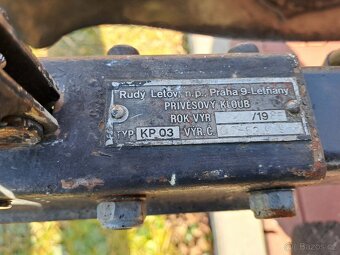 Rudý Letov, n.p., Praha 9-Letňany
PŘÍVĚSOVÝ KLOUB
ROK VÝR /19
TYP KP 03 VÝR.Č.